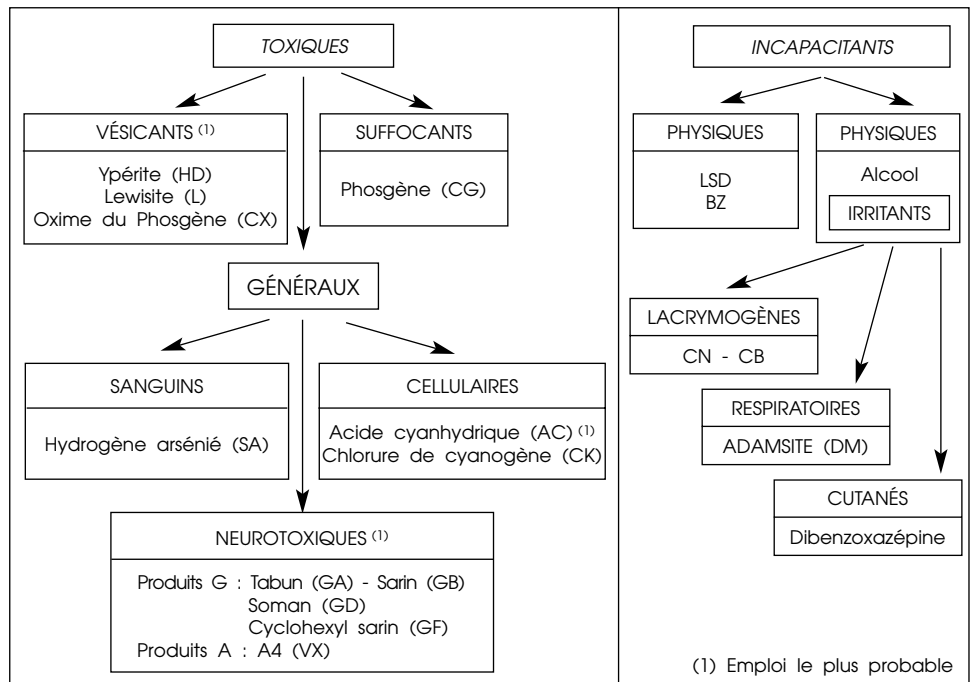 TOXIQUES
VÉSICANTS (1)
Ypérite (HD)
Lewisite (L)
Oxime du Phosgène (CX)
SUFFOCANTS
Phosgène (CG)
GÉNÉRAUX
SANGUINS
Hydrogène arsénié (SA)
CELLULAIRES
Acide cyanhydrique (AC) (1)
Chlorure de cyanogène (CK)
NEUROTOXIQUES (1)
Produits G : Tabun (GA) - Sarin (GB)
Soman (GD)
Cyclohexyl sarin (GF)
Produits A : A4 (VX)
INCAPACITANTS
PHYSIQUES
LSD
BZ
PHYSIQUES
Alcool
IRRITANTS
LACRYMOGÈNES
CN - CB
RESPIRATOIRES
ADAMSITE (DM)
CUTANÉS
Dibenzoxazépine
(1) Emploi le plus probable